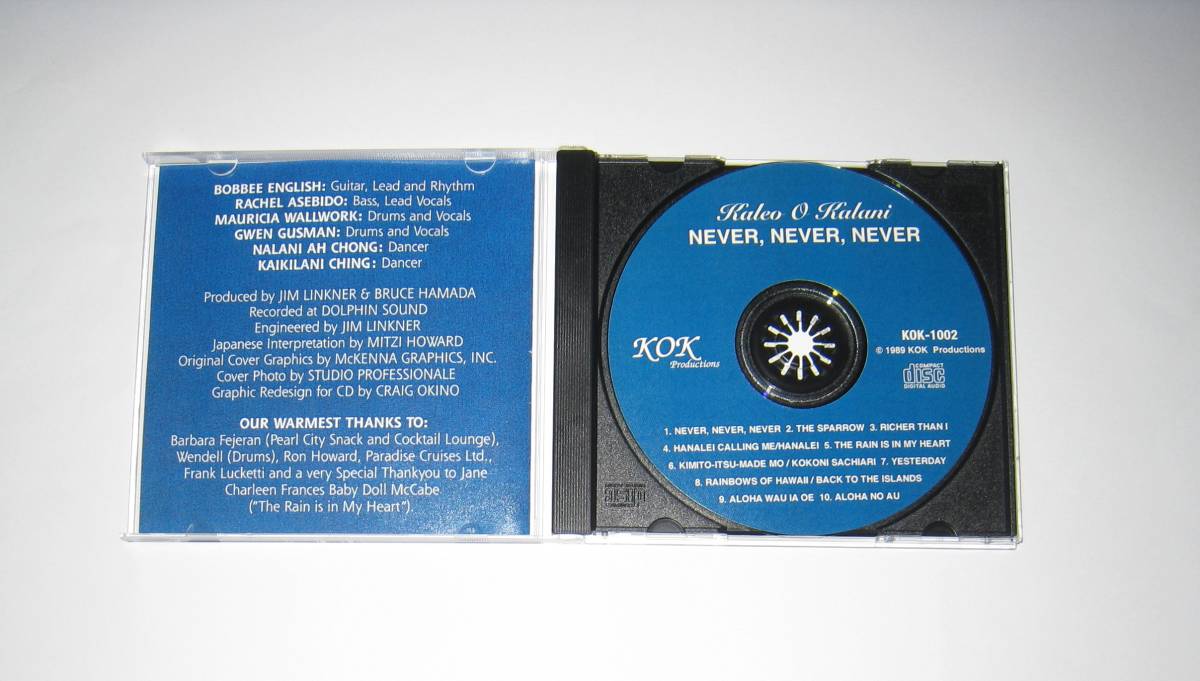 BOBBEE ENGLISH: Guitar, Lead and Rhythm
RACHEL ASEBIDO: Bass, Lead Vocals
MAURICIA WALLWORK: Drums and Vocals
GWEN GUSMAN: Drums and Vocals
NALANI AH CHONG: Dancer
KAIKILANI CHING: Dancer
Produced by JIM LINKNER & BRUCE HAMADA
Recorded at DOLPHIN SOUND
Engineered by JIM LINKNER
Japanese Interpretation by MITZI HOWARD
Original Cover Graphics by McKENNA GRAPHICS, INC.
Cover Photo by STUDIO PROFESSIONALE
Graphic Redesign for CD by CRAIG OKINO
OUR WARMEST THANKS TO:
Barbara Fejeran (Pearl City Snack and Cocktail Lounge),
Wendell (Drums), Ron Howard, Paradise Cruises Ltd.,
Frank Lucketti and a very Special Thankyou to Jane
Charleen Frances Baby Doll McCabe
("The Rain is in My Heart").
Kaleo O Kalani
NEVER, NEVER, NEVER
KOK
Productions
KOK-1002
© 1989 KOK Productions
COMPACT
disc
DIGITAL AUDIO
1. NEVER, NEVER, NEVER 2. THE SPARROW 3. RICHER THAN I
4. HANALEI CALLING ME/HANALEI 5. THE RAIN IS IN MY HEART
6. KIMITO-ITSU-MADE MO / KOKONI SACHIARI 7. YESTERDAY
8. RAINBOWS OF HAWAII / BACK TO THE ISLANDS
9. ALOHA WAU IA OE 10. ALOHA NO AU